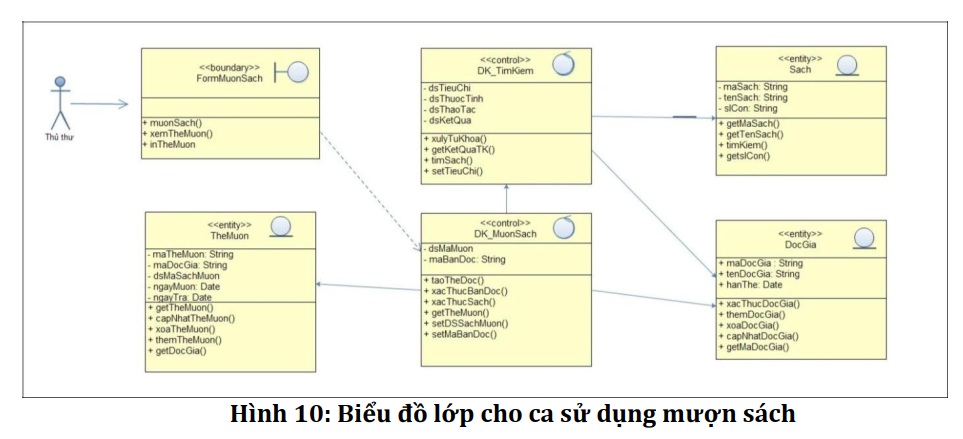 Thủ thư
<<boundary>>
FormMuonSach
+ muonSach()
+ xemTheMuon()
+ inTheMuon
<<control>>
DK_TimKiem
- dsTieuChi
- dsThuocTinh
- dsThaoTac
- dsKetQua
+ xulyTuKhoa()
+ getKetQuaTK()
+ timSach()
+ setTieuChi()
<<entity>>
Sach
- maSach: String
- tenSach: String
- slCon: String
+ getMaSach()
+ getTenSach()
+ timKiem()
+ getslCon()
<<entity>>
TheMuon
- maTheMuon: String
- maDocGia: String
- dsMaSachMuon
- ngayMuon: Date
- ngayTra: Date
+ getTheMuon()
+ capNhatTheMuon()
+ xoaTheMuon()
+ themTheMuon()
+ getDocGia()
<<control>>
DK_MuonSach
- dsMaMuon
- maBanDoc: String
+ taoTheDoc()
+ xacThucBanDoc()
+ xacThucSach()
+ getTheMuon()
+ setDSSachMuon()
+ setMaBanDoc()
<<entity>>
DocGia
+ maDocGia : String
+ tenDocGia: String
+ hanThe: Date
+ xacThucDocGia()
+ themDocGia()
+ xoaDocGia()
+ capNhatDocGia()
+ getMaDocGia()
Hình 10: Biểu đồ lớp cho ca sử dụng mượn sách